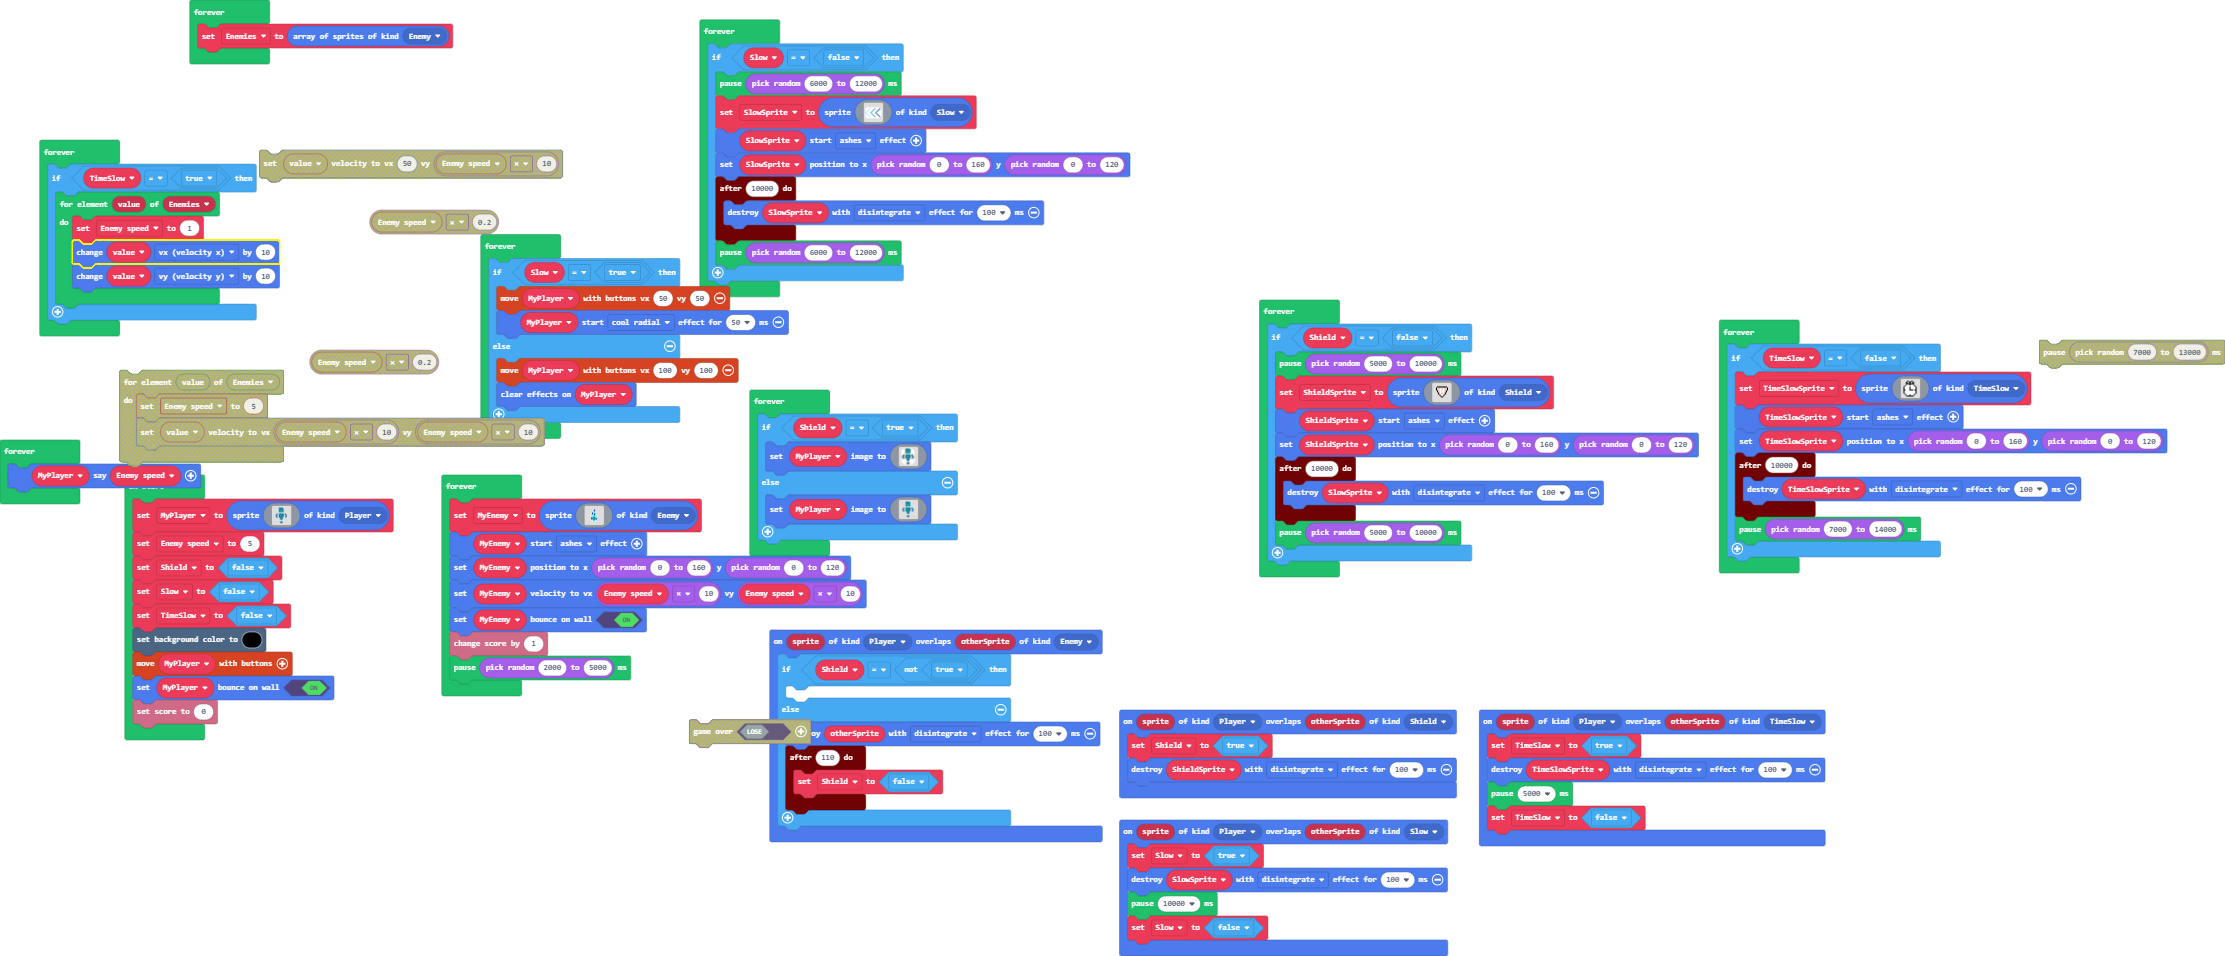 forever
set Enemies to array of sprites of kind Enemy
forever
if TimeSlow = true then
for element value of Enemies
do set Enemy speed to 1
change value vx (velocity x) by 10
change value vy (velocity y) by 10
set value velocity to vx 50 vy Enemy speed × 10
Enemy speed × 0.2
Enemy speed × 0.2
for element value of Enemies
do set Enemy speed to 5
set value velocity to vx Enemy speed × 10 vy Enemy speed × 10
forever
MyPlayer say Enemy speed
set MyPlayer to sprite of kind Player
set Enemy speed to 5
set Shield to false
set Slow to false
set TimeSlow to false
set background color to
move MyPlayer with buttons
set MyPlayer bounce on wall ON
set score to 0
forever
if Slow = true then
move MyPlayer with buttons vx 50 vy 50
MyPlayer start cool radial effect for 50 ms
else
move MyPlayer with buttons vx 100 vy 100
clear effects on MyPlayer
forever
set MyEnemy to sprite of kind Enemy
MyEnemy start ashes effect
set MyEnemy position to x pick random 0 to 160 y pick random 0 to 120
set MyEnemy velocity to vx Enemy speed × 10 vy Enemy speed × 10
set MyEnemy bounce on wall ON
change score by 1
pause pick random 2000 to 5000 ms
forever
if Slow = false then
pause pick random 6000 to 12000 ms
set SlowSprite to sprite of kind Slow
SlowSprite start ashes effect
set SlowSprite position to x pick random 0 to 160 y pick random 0 to 120
after 10000 do
destroy SlowSprite with disintegrate effect for 100 ms
pause pick random 6000 to 12000 ms
forever
if Shield = true then
set MyPlayer image to
else
set MyPlayer image to
on sprite of kind Player overlaps otherSprite of kind Enemy
if Shield = not true then
else
game over LOSE
oy otherSprite with disintegrate effect for 100 ms
after 110 do
set Shield to false
forever
if Shield = false then
pause pick random 5000 to 10000 ms
set ShieldSprite to sprite of kind Shield
ShieldSprite start ashes effect
set ShieldSprite position to x pick random 0 to 160 y pick random 0 to 120
after 10000 do
destroy SlowSprite with disintegrate effect for 100 ms
pause pick random 5000 to 10000 ms
forever
if TimeSlow = false then
set TimeSlowSprite to sprite of kind TimeSlow
TimeSlowSprite start ashes effect
set TimeSlowSprite position to x pick random 0 to 160 y pick random 0 to 120
after 10000 do
destroy TimeSlowSprite with disintegrate effect for 100 ms
pause pick random 7000 to 14000 ms
pause pick random 7000 to 13000 ms
on sprite of kind Player overlaps otherSprite of kind Shield
set Shield to true
destroy ShieldSprite with disintegrate effect for 100 ms
on sprite of kind Player overlaps otherSprite of kind TimeSlow
set TimeSlow to true
destroy TimeSlowSprite with disintegrate effect for 100 ms
pause 5000 ms
set TimeSlow to false
on sprite of kind Player overlaps otherSprite of kind Slow
set Slow to true
destroy SlowSprite with disintegrate effect for 100 ms
pause 10000 ms
set Slow to false